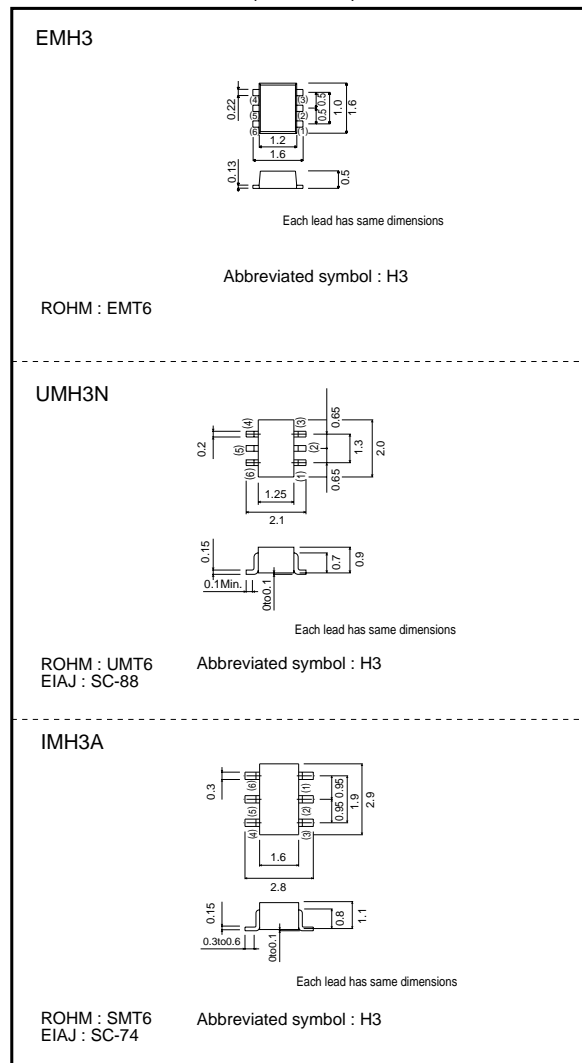 EMH3
0.22
(4)
(3)
(5)
(2)
(6)
(1)
0.5 0.5
1.0
1.6
1.2
1.6
0.13
0.5
Each lead has same dimensions
Abbreviated symbol : H3
ROHM : EMT6
UMH3N
0.2
(4)
(3)
(5)
(2)
(6)
(1)
0.65
1.3
2.0
0.65
1.25
2.1
0.15
0.1Min.
0to0.1
0.7
0.9
Each lead has same dimensions
ROHM : UMT6 Abbreviated symbol : H3
EIAJ : SC-88
IMH3A
0.3
(6)
(1)
(5)
(2)
(4)
(3)
0.95 0.95
1.9
2.9
1.6
2.8
0.15
0.3to0.6
0to0.1
0.8
1.1
Each lead has same dimensions
ROHM : SMT6 Abbreviated symbol : H3
EIAJ : SC-74